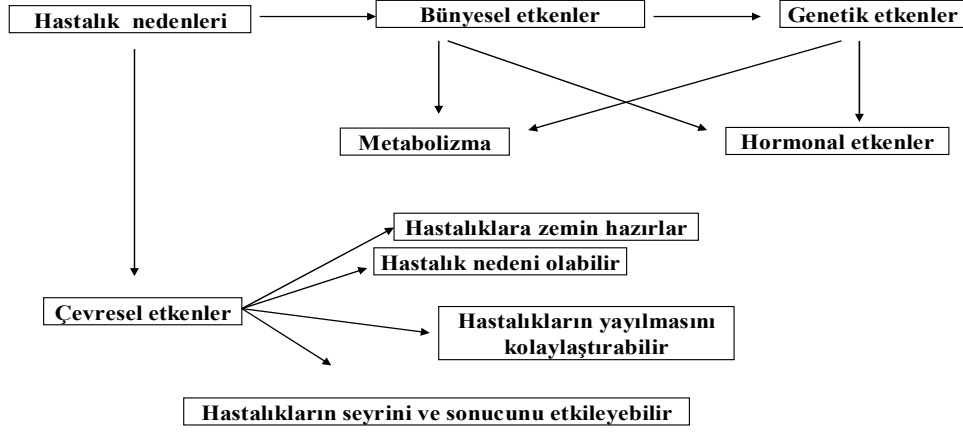 Hastalık nedenleri
Bünyesel etkenler
Genetik etkenler
Metabolizma
Hormonal etkenler
Hastalıklara zemin hazırlar
Hastalık nedeni olabilir
Çevresel etkenler
Hastalıkların yayılmasını
kolaylaştırabilir
Hastalıkların seyrini ve sonucunu etkileyebilir